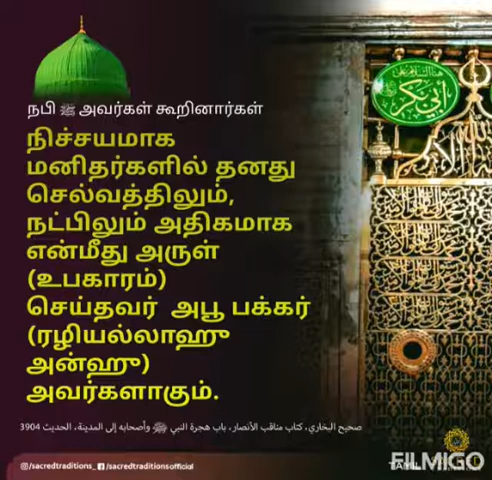 நபி ﷺ அவர்கள் கூறினார்கள்
நிச்சயமாக
மனிதர்களில் தனது
செல்வத்திலும்,
நட்பிலும் அதிகமாக
என்மீது அருள்
(உபகாரம்)
செய்தவர் அபூ பக்கர்
(ரழியல்லாஹு
அன்ஹு)
அவர்களாகும்.
أبي بكر
صحيح البخاري، كتاب مناقب الأنصار، باب هجرة النبي ﷺ وأصحابه إلى المدينة، الحديث 3904
/sacredtraditions_ /sacredtraditionsofficial
FILMIGO